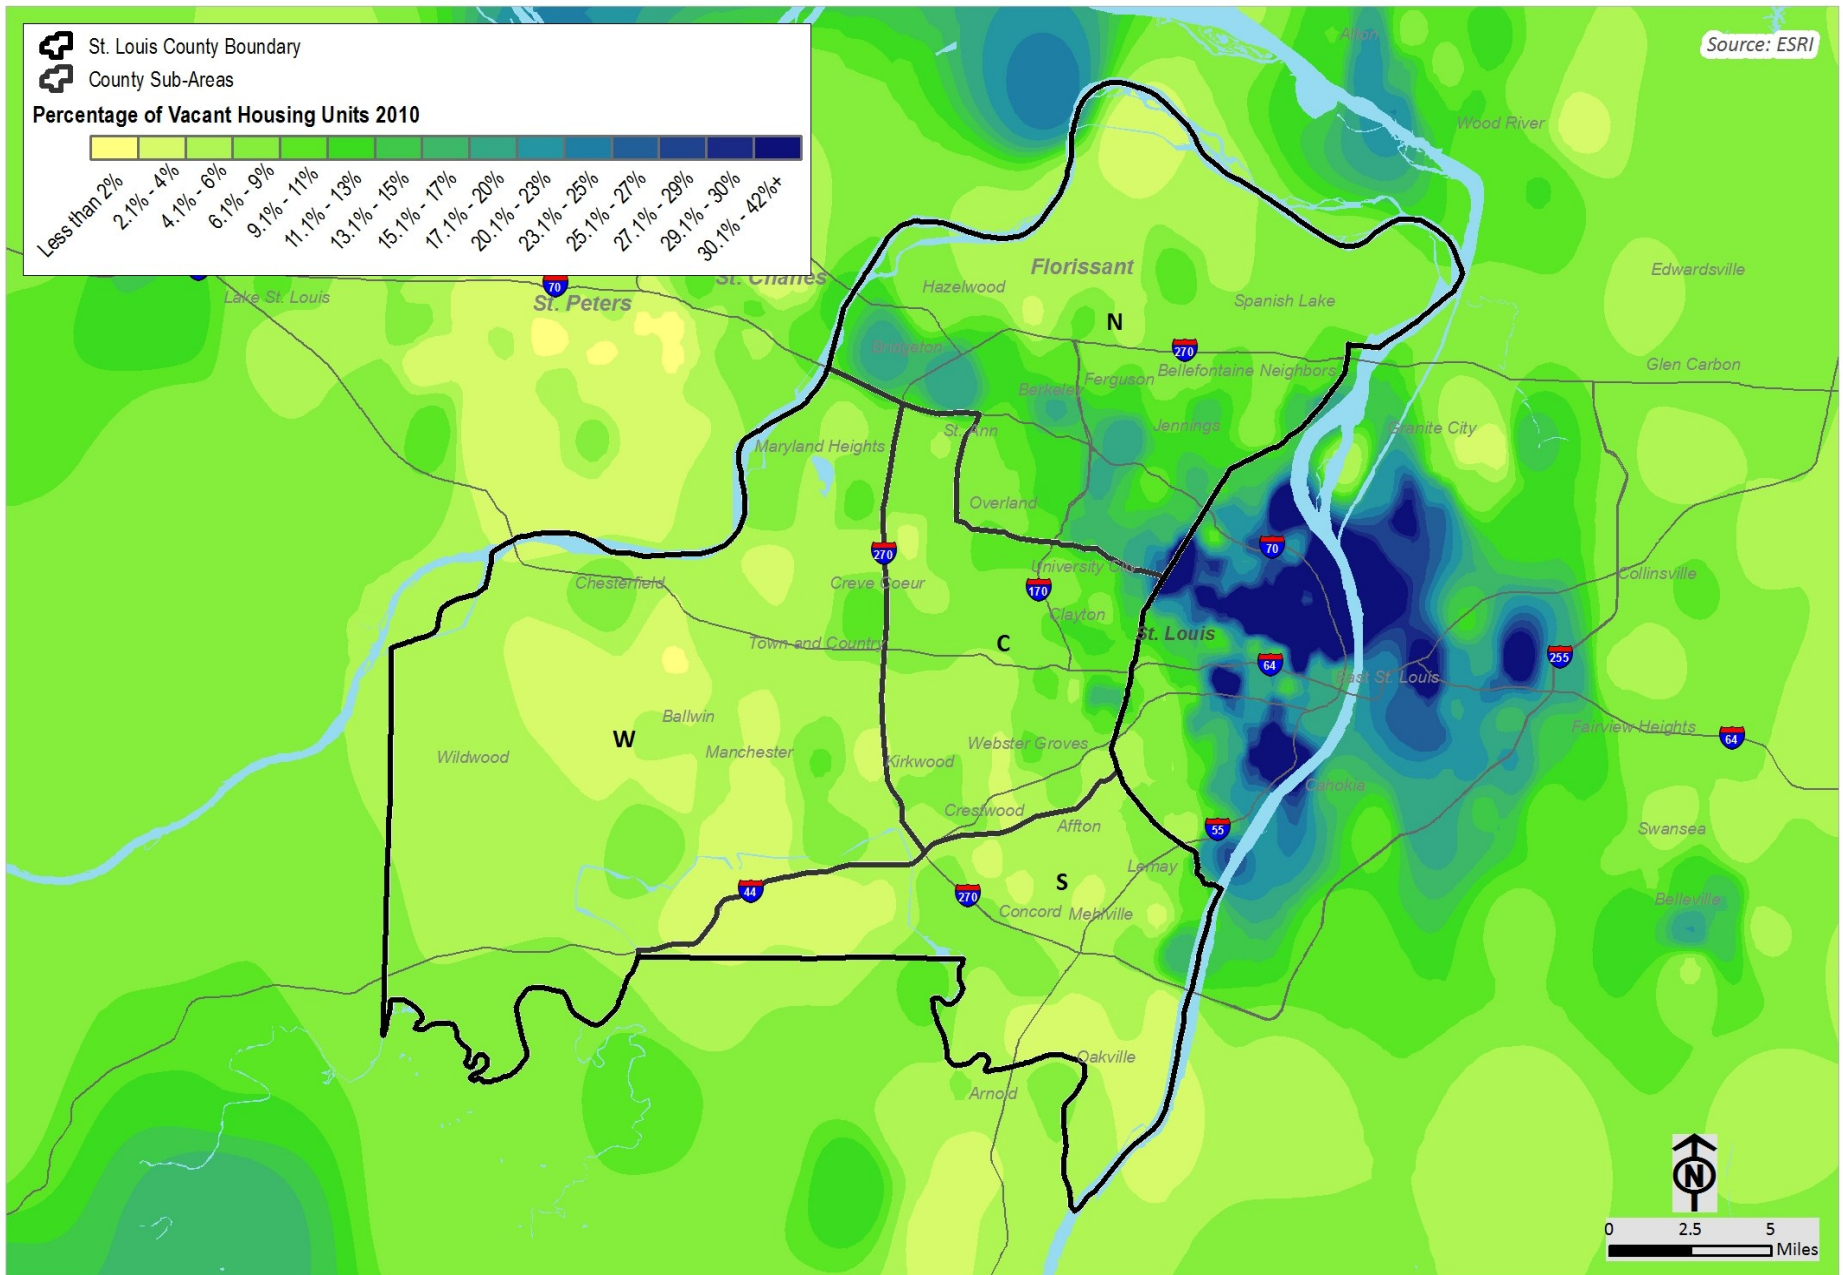 St. Louis County Boundary
County Sub-Areas
Percentage of Vacant Housing Units 2010
Less than 2%
2.1% - 4%
4.1% - 6%
6.1% - 9%
9.1% - 11%
11.1% - 13%
13.1% - 15%
15.1% - 17%
17.1% - 20%
20.1% - 23%
23.1% - 25%
25.1% - 27%
27.1% - 29%
29.1% - 30%
30.1% - 42%+
Source: ESRI
Alton
Wood River
Florissant
Hazelwood
Spanish Lake
Edwardsville
St. Charles
Lake St. Louis
70
St. Peters
N
Bridgeton
270
Glen Carbon
Berkeley
Ferguson
Bellefontaine Neighbors
Jennings
Granite City
St. Ann
Maryland Heights
Overland
270
70
University City
Collinsville
Chesterfield
Creve Coeur
170
Clayton
St. Louis
Town and Country
C
64
255
East St. Louis
Ballwin
W
Manchester
Wildwood
Webster Groves
Kirkwood
Fairview Heights
64
Cahokia
Crestwood
Affton
55
Swansea
Lemay
44
270
S
Concord
Mehlville
Belleville
Oakville
Arnold
N
0 2.5 5
Miles